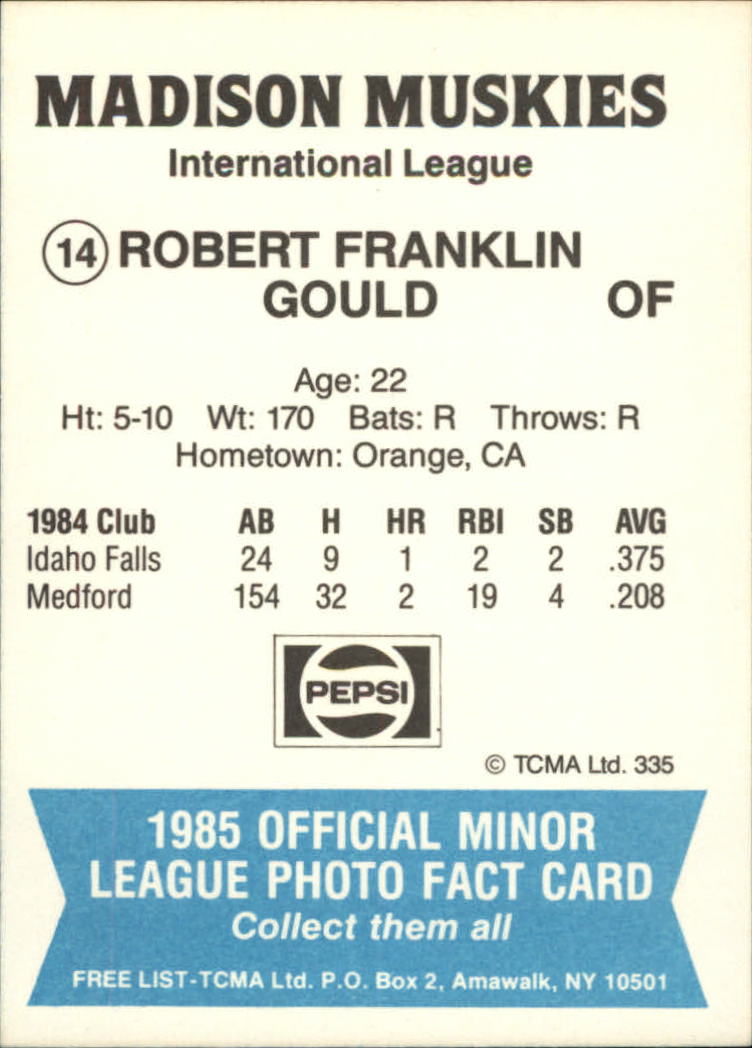 MADISON MUSKIES
International League
14 ROBERT FRANKLIN
GOULD OF
Age: 22
Ht: 5-10 Wt: 170 Bats: R Throws: R
Hometown: Orange, CA
1984 Club AB H HR RBI SB AVG
Idaho Falls 24 9 1 2 2 .375
Medford 154 32 2 19 4 .208
PEPSI
© TCMA Ltd. 335
1985 OFFICIAL MINOR
LEAGUE PHOTO FACT CARD
Collect them all
FREE LIST-TCMA Ltd. P.O. Box 2, Amawalk, NY 10501